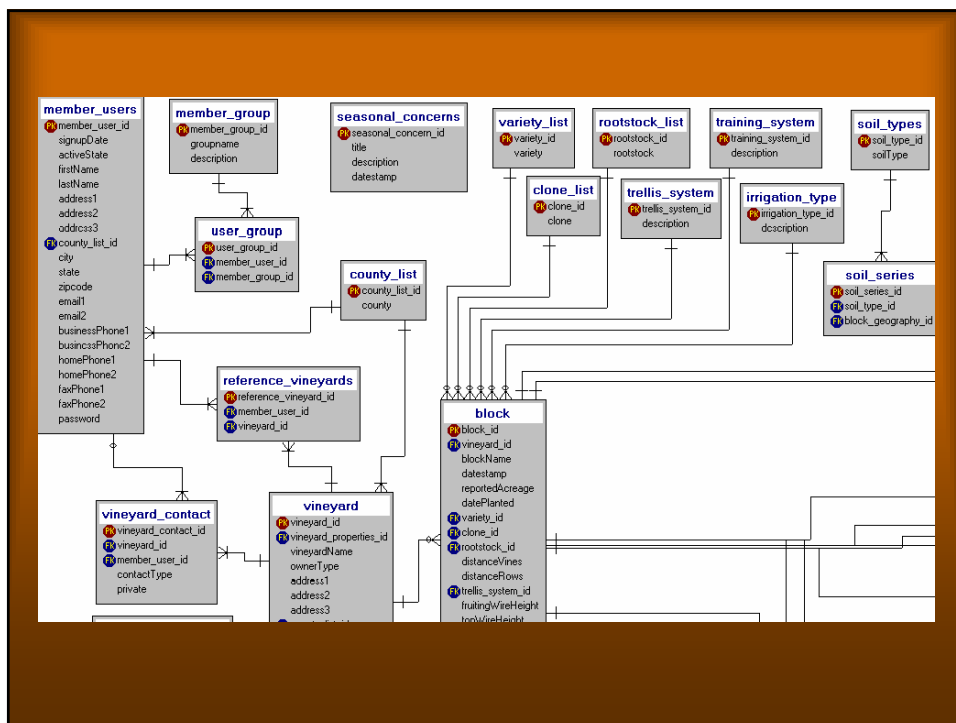 member_users
PK member_user_id
signupDate
activeState
firstName
lastName
address1
address2
address3
FK county_list_id
city
state
zipcode
email1
email2
businessPhone1
businessPhone2
homePhone1
homePhone2
faxPhone1
faxPhone2
password
member_group
PK member_group_id
groupname
description
seasonal_concerns
PK seasonal_concern_id
title
description
datestamp
variety_list
PK variety_id
variety
rootstock_list
PK rootstock_id
rootstock
training_system
PK training_system_id
description
soil_types
PK soil_type_id
soilType
clone_list
PK clone_id
clone
trellis_system
PK trellis_system_id
description
irrigation_type
PK irrigation_type_id
description
user_group
PK user_group_id
FK member_user_id
FK member_group_id
county_list
PK county_list_id
county
soil_series
PK soil_series_id
FK soil_type_id
FK block_geography_id
reference_vineyards
PK reference_vineyard_id
FK member_user_id
FK vineyard_id
block
PK block_id
FK vineyard_id
blockName
datestamp
reportedAcreage
datePlanted
FK variety_id
FK clone_id
FK rootstock_id
distanceVines
distanceRows
FK trellis_system_id
fruitingWireHeight
topWireHeight
vineyard_contact
PK vineyard_contact_id
FK vineyard_id
FK member_user_id
contactType
private
vineyard
PK vineyard_id
FK vineyard_properties_id
vineyardName
ownerType
address1
address2
address3